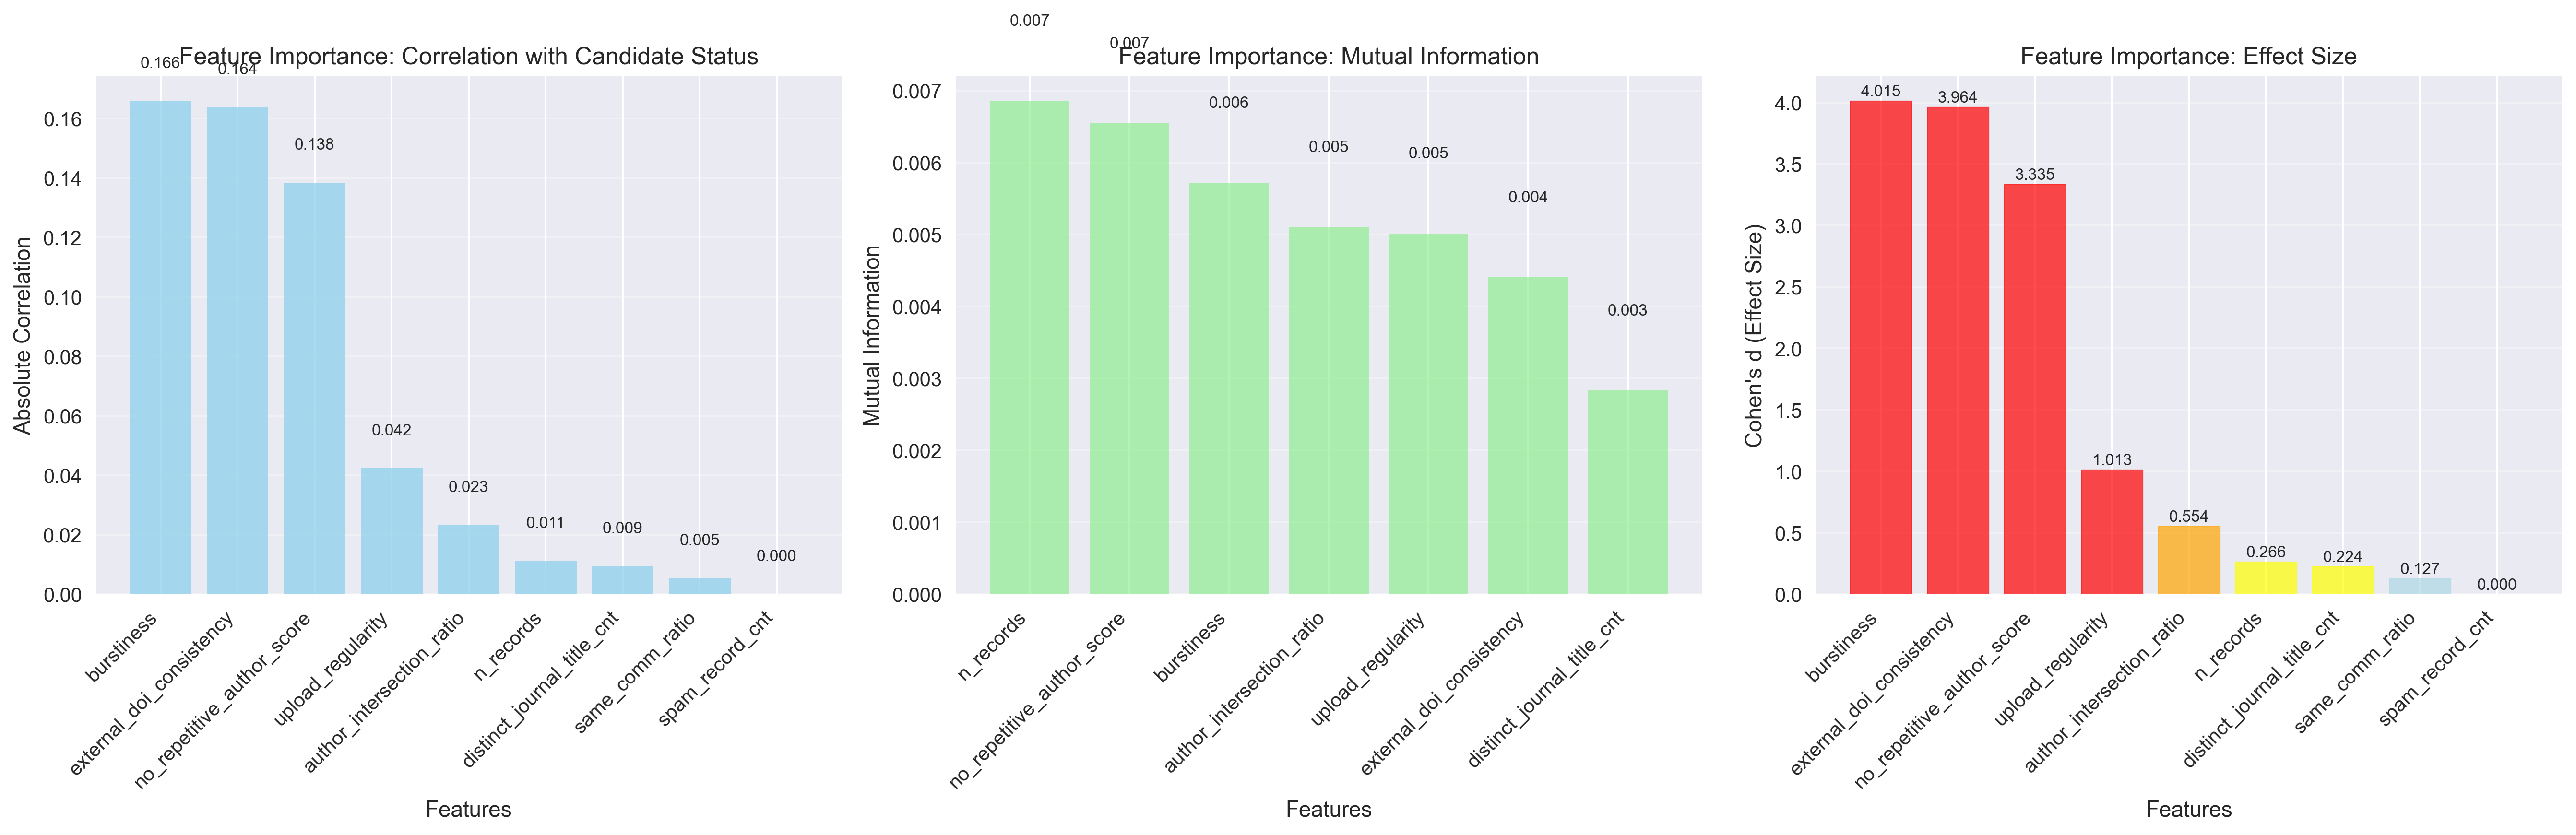 Feature Importance: Correlation with Candidate Status
0.166
0.164
0.138
0.042
0.023
0.011
0.009
0.005
0.000
Absolute Correlation
0.16
0.14
0.12
0.10
0.08
0.06
0.04
0.02
0.00
burstiness
external_doi_consistency
no_repetitive_author_score
upload_regularity
author_intersection_ratio
n_records
distinct_journal_title_cnt
same_comm_ratio
spam_record_cnt
Features
Feature Importance: Mutual Information
0.007
0.007
0.006
0.005
0.005
0.004
0.003
Mutual Information
0.007
0.006
0.005
0.004
0.003
0.002
0.001
0.000
n_records
no_repetitive_author_score
burstiness
author_intersection_ratio
upload_regularity
external_doi_consistency
distinct_journal_title_cnt
Features
Feature Importance: Effect Size
4.015
3.964
3.335
1.013
0.554
0.266
0.224
0.127
0.000
Cohen's d (Effect Size)
4.0
3.5
3.0
2.5
2.0
1.5
1.0
0.5
0.0
burstiness
external_doi_consistency
no_repetitive_author_score
upload_regularity
author_intersection_ratio
n_records
distinct_journal_title_cnt
same_comm_ratio
spam_record_cnt
Features